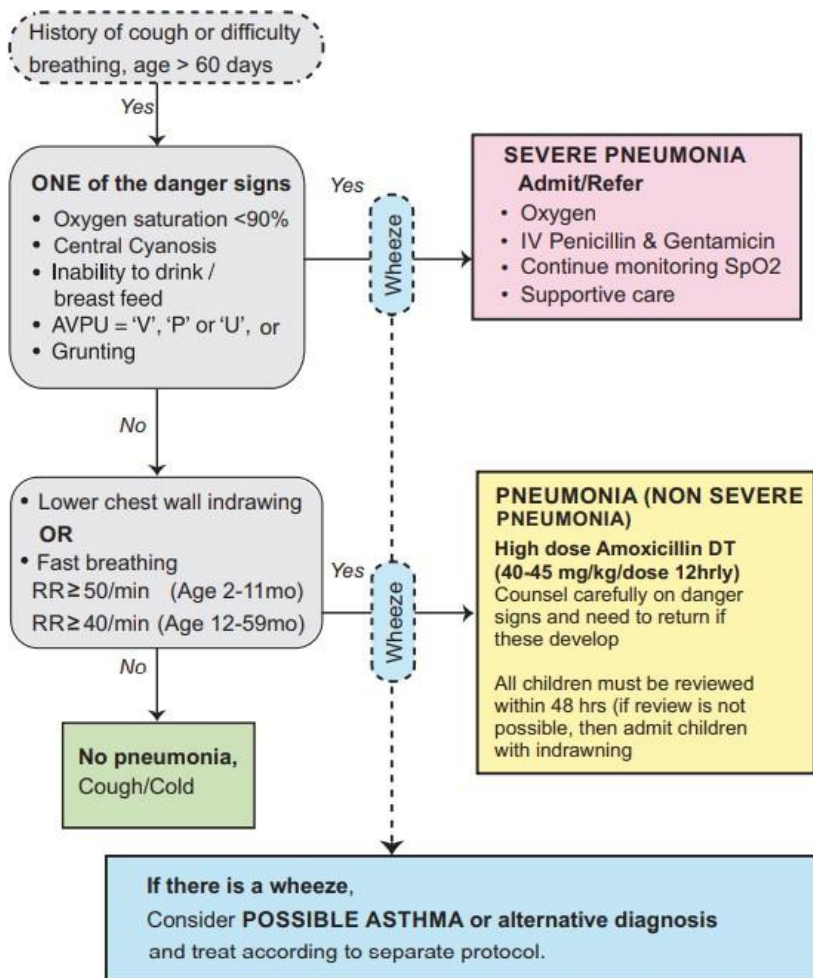 History of cough or difficulty
breathing, age > 60 days
Yes
ONE of the danger signs
• Oxygen saturation <90%
• Central Cyanosis
• Inability to drink /
breast feed
• AVPU = 'V', 'P' or 'U', or
• Grunting
Yes
Wheeze
SEVERE PNEUMONIA
Admit/Refer
• Oxygen
• IV Penicillin & Gentamicin
• Continue monitoring SpO2
• Supportive care
No
• Lower chest wall indrawing
OR
• Fast breathing
RR ≥ 50/min (Age 2-11mo)
RR ≥ 40/min (Age 12-59mo)
Yes
Wheeze
PNEUMONIA (NON SEVERE
PNEUMONIA)
High dose Amoxicillin DT
(40-45 mg/kg/dose 12hrly)
Counsel carefully on danger
signs and need to return if
these develop
All children must be reviewed
within 48 hrs (if review is not
possible, then admit children
with indrawning
No
No pneumonia,
Cough/Cold
If there is a wheeze,
Consider POSSIBLE ASTHMA or alternative diagnosis
and treat according to separate protocol.